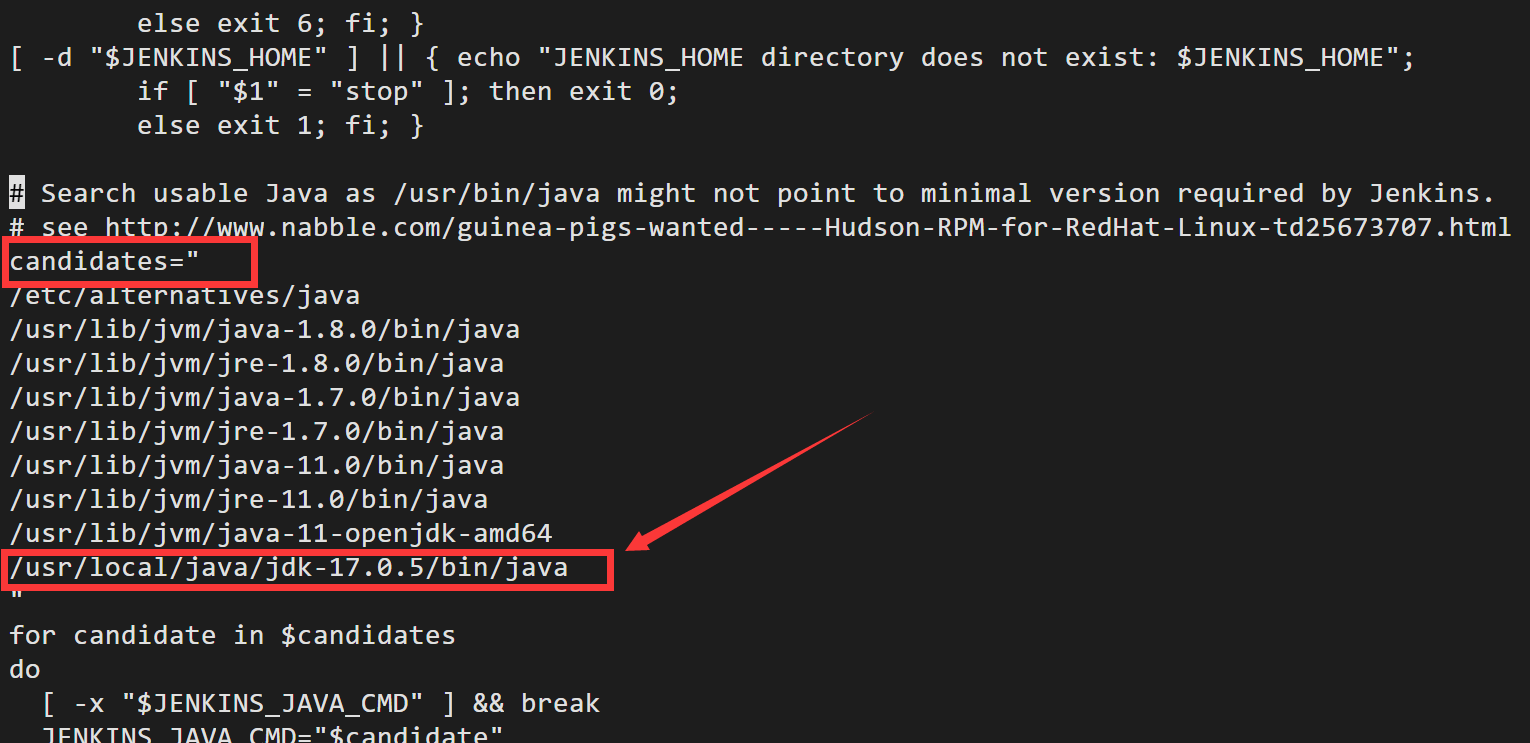 else exit 6; fi; }
[ -d "$JENKINS_HOME" ] || { echo "JENKINS_HOME directory does not exist: $JENKINS_HOME";
if [ "$1" = "stop" ]; then exit 0;
else exit 1; fi; }
# Search usable Java as /usr/bin/java might not point to minimal version required by Jenkins.
# see http://www.nabble.com/guinea-pigs-wanted-----Hudson-RPM-for-RedHat-Linux-td25673707.html
candidates="
/etc/alternatives/java
/usr/lib/jvm/java-1.8.0/bin/java
/usr/lib/jvm/jre-1.8.0/bin/java
/usr/lib/jvm/java-1.7.0/bin/java
/usr/lib/jvm/jre-1.7.0/bin/java
/usr/lib/jvm/java-11.0/bin/java
/usr/lib/jvm/jre-11.0/bin/java
/usr/lib/jvm/java-11-openjdk-amd64
/usr/local/java/jdk-17.0.5/bin/java
"
for candidate in $candidates
do
[ -x "$JENKINS_JAVA_CMD" ] && break
JENKINS_JAVA_CMD="$candidate"